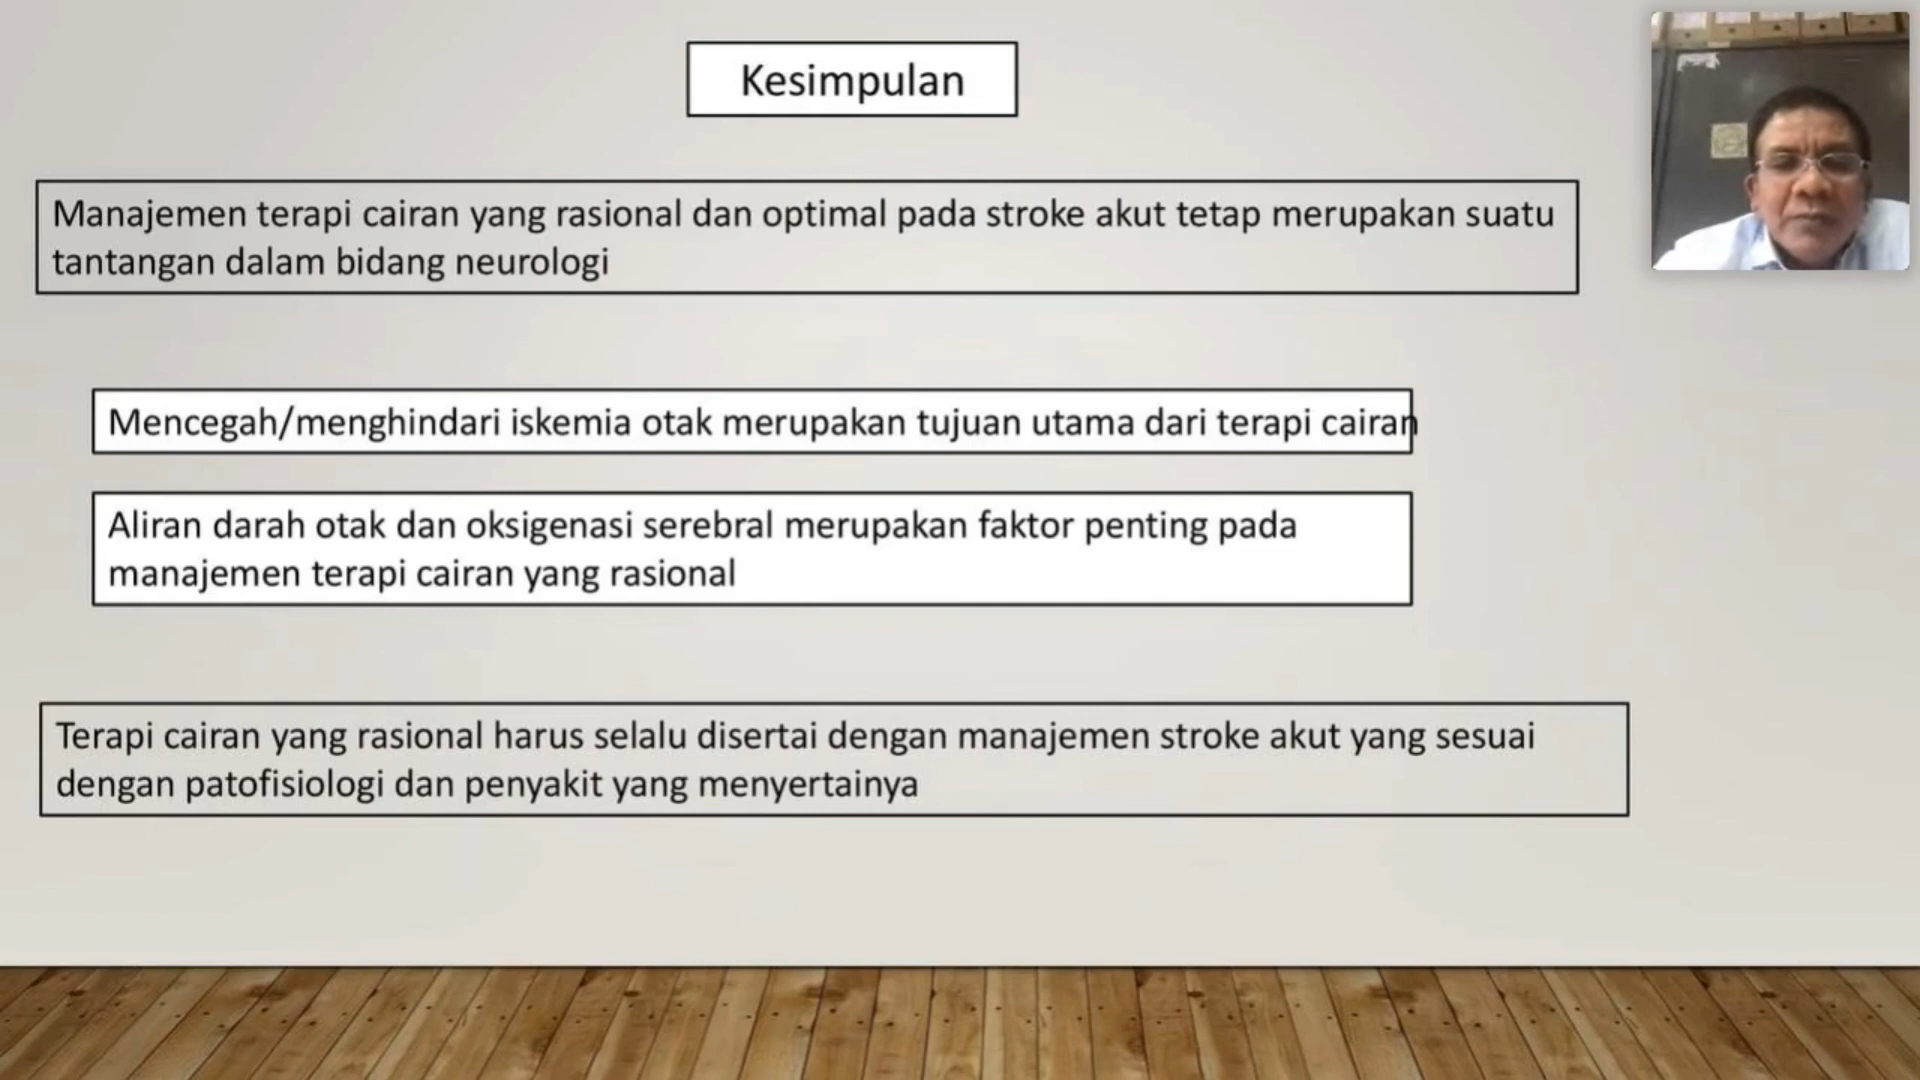 Kesimpulan
Manajemen terapi cairan yang rasional dan optimal pada stroke akut tetap merupakan suatu
tantangan dalam bidang neurologi
Mencegah/menghindari iskemia otak merupakan tujuan utama dari terapi cairan
Aliran darah otak dan oksigenasi serebral merupakan faktor penting pada
manajemen terapi cairan yang rasional
Terapi cairan yang rasional harus selalu disertai dengan manajemen stroke akut yang sesuai
dengan patofisiologi dan penyakit yang menyertainya